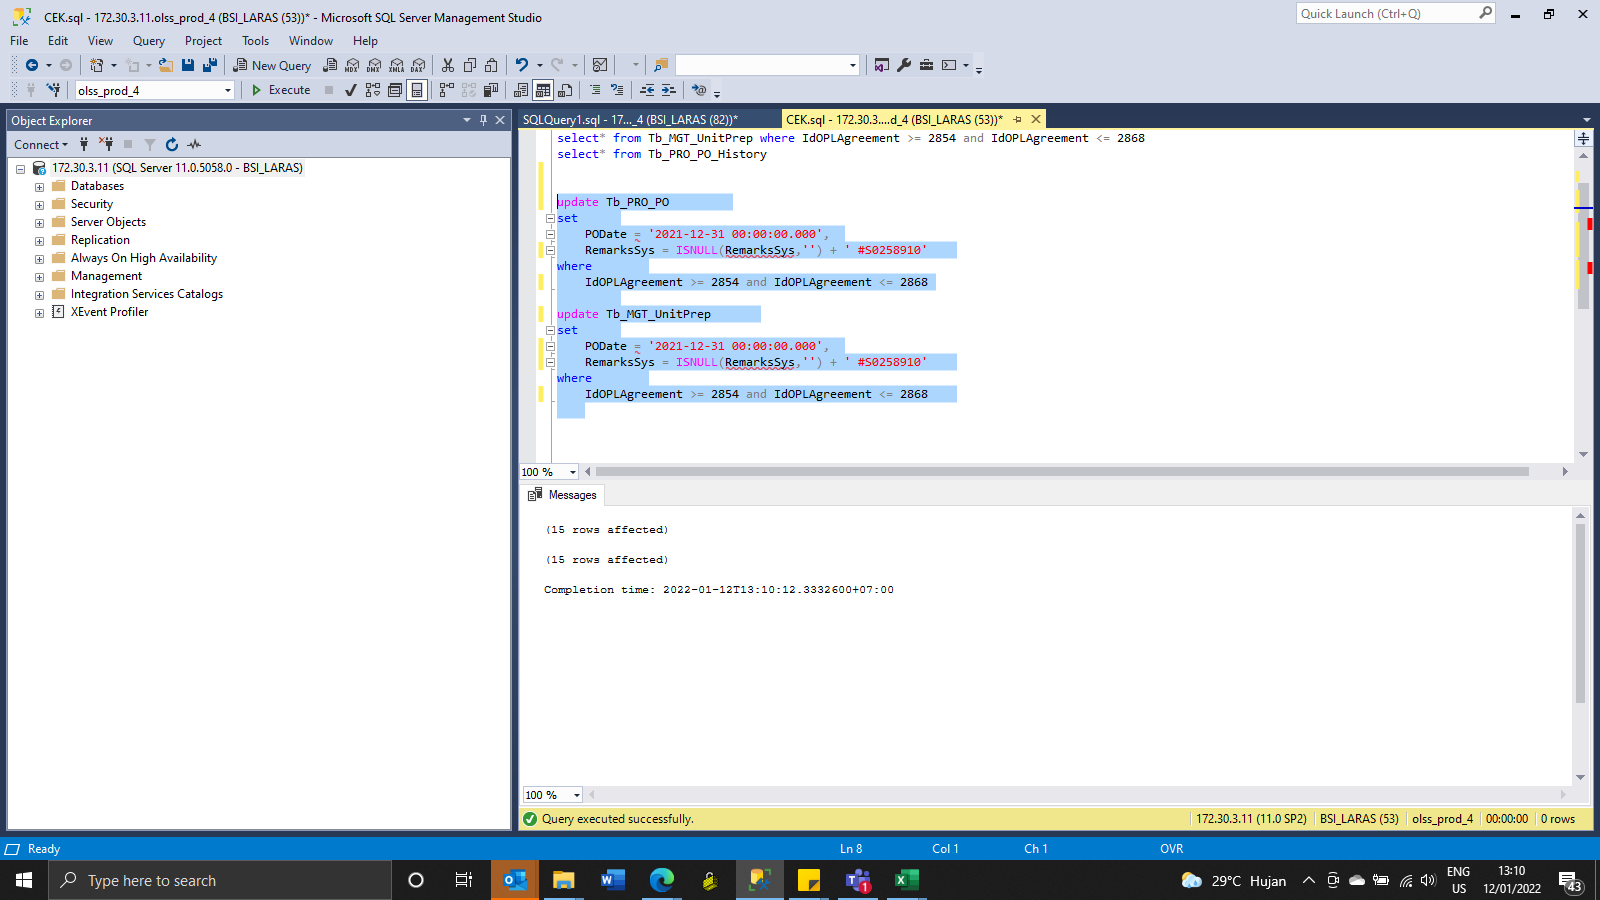 CEK.sql - 172.30.3.11.olss_prod_4 (BSI_LARAS (53))* - Microsoft SQL Server Management Studio
Quick Launch (Ctrl+Q)
File Edit View Query Project Tools Window Help
New Query MDX DMX XMLA DAX
olss_prod_4 Execute
Object Explorer
Connect
172.30.3.11 (SQL Server 11.0.5058.0 - BSI_LARAS)
Databases
Security
Server Objects
Replication
Always On High Availability
Management
Integration Services Catalogs
XEvent Profiler
SQLQuery1.sql - 17..._4 (BSI_LARAS (82))* CEK.sql - 172.30.3....d_4 (BSI_LARAS (53))*
select* from Tb_MGT_UnitPrep where IdOPLAgreement >= 2854 and IdOPLAgreement <= 2868
select* from Tb_PRO_PO_History
update Tb_PRO_PO
set
PODate = '2021-12-31 00:00:00.000',
RemarksSys = ISNULL(RemarksSys,'') + ' #S0258910'
where
IdOPLAgreement >= 2854 and IdOPLAgreement <= 2868
update Tb_MGT_UnitPrep
set
PODate = '2021-12-31 00:00:00.000',
RemarksSys = ISNULL(RemarksSys,'') + ' #S0258910'
where
IdOPLAgreement >= 2854 and IdOPLAgreement <= 2868
100 %
Messages
(15 rows affected)
(15 rows affected)
Completion time: 2022-01-12T13:10:12.3332600+07:00
100 %
Query executed successfully. 172.30.3.11 (11.0 SP2) BSI_LARAS (53) olss_prod_4 00:00:00 0 rows
Ready Ln 8 Col 1 Ch 1 OVR
Type here to search
1
29°C Hujan
ENG
US
13:10
12/01/2022
43